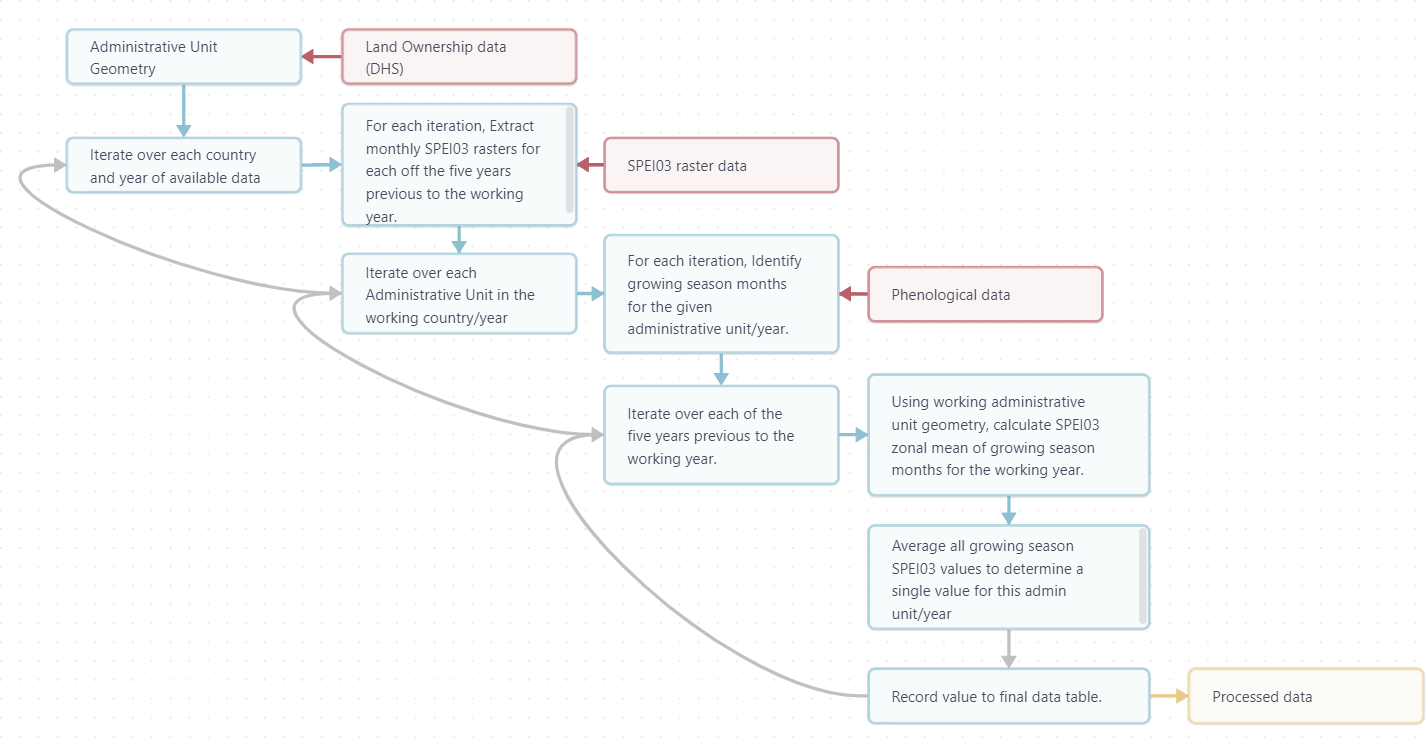 Administrative Unit
Geometry
Land Ownership data
(DHS)
Iterate over each country
and year of available data
For each iteration, Extract
monthly SPEI03 rasters for
each off the five years
previous to the working
year.
SPEI03 raster data
Iterate over each
Administrative Unit in the
working country/year
For each iteration, Identify
growing season months
for the given
administrative unit/year.
Phenological data
Iterate over each of the
five years previous to the
working year.
Using working administrative
unit geometry, calculate SPEI03
zonal mean of growing season
months for the working year.
Average all growing season
SPEI03 values to determine a
single value for this admin
unit/year
Record value to final data table.
Processed data